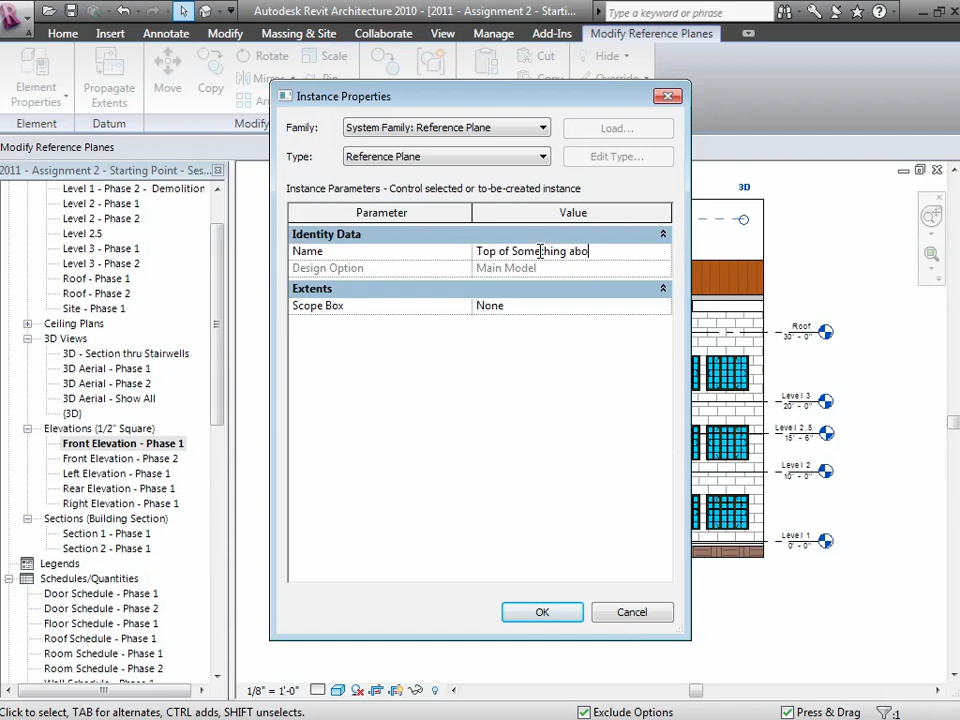 Autodesk Revit Architecture 2010 - [2011 - Assignment 2 - Starti...
Type a keyword or phrase
Home Insert Annotate Modify Massing & Site Collaborate View Manage Add-Ins Modify Reference Planes
Rotate Scale Cut Hide
Element Properties Propagate Extents Move Copy
Element Datum
Modify Reference Planes
2011 - Assignment 2 - Starting Point - Ses...
Level 1 - Phase 2 - Demolition
Level 2 - Phase 1
Level 2 - Phase 2
Level 2.5
Level 3 - Phase 1
Level 3 - Phase 2
Roof - Phase 1
Roof - Phase 2
Site - Phase 1
Ceiling Plans
3D Views
3D - Section thru Stairwells
3D Aerial - Phase 1
3D Aerial - Phase 2
3D Aerial - Show All
{3D}
Elevations (1/2" Square)
Front Elevation - Phase 1
Front Elevation - Phase 2
Left Elevation - Phase 1
Rear Elevation - Phase 1
Right Elevation - Phase 1
Sections (Building Section)
Section 1 - Phase 1
Section 2 - Phase 1
Legends
Schedules/Quantities
Door Schedule - Phase 1
Door Schedule - Phase 2
Floor Schedule - Phase 1
Roof Schedule - Phase 1
Room Schedule - Phase 1
Room Schedule - Phase 2
Instance Properties
Family: System Family: Reference Plane Load...
Type: Reference Plane Edit Type...
Instance Parameters - Control selected or to-be-created instance
Parameter Value
Identity Data
Name Top of Something abo
Design Option Main Model
Extents
Scope Box None
OK Cancel
3D
Roof
30' - 0"
Level 3
20' - 0"
Level 2.5
15' - 6"
Level 2
10' - 0"
Level 1
0' - 0"
1/8" = 1'-0"
Click to select, TAB for alternates, CTRL adds, SHIFT unselects. Exclude Options Press & Drag :1